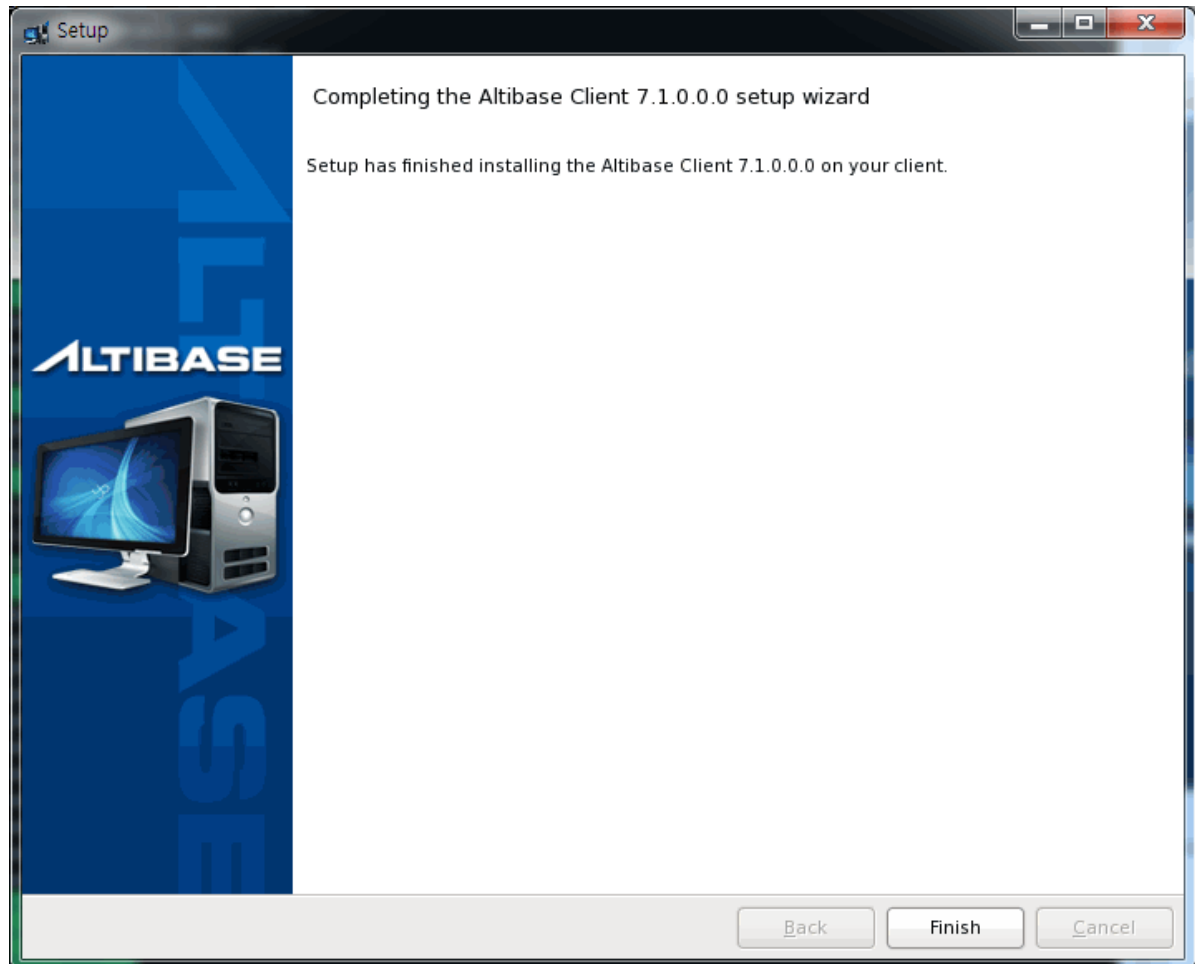 Setup
Completing the Altibase Client 7.1.0.0.0 setup wizard
Setup has finished installing the Altibase Client 7.1.0.0.0 on your client.
ALTIBASE
ALTIBASE
Back
Finish
Cancel